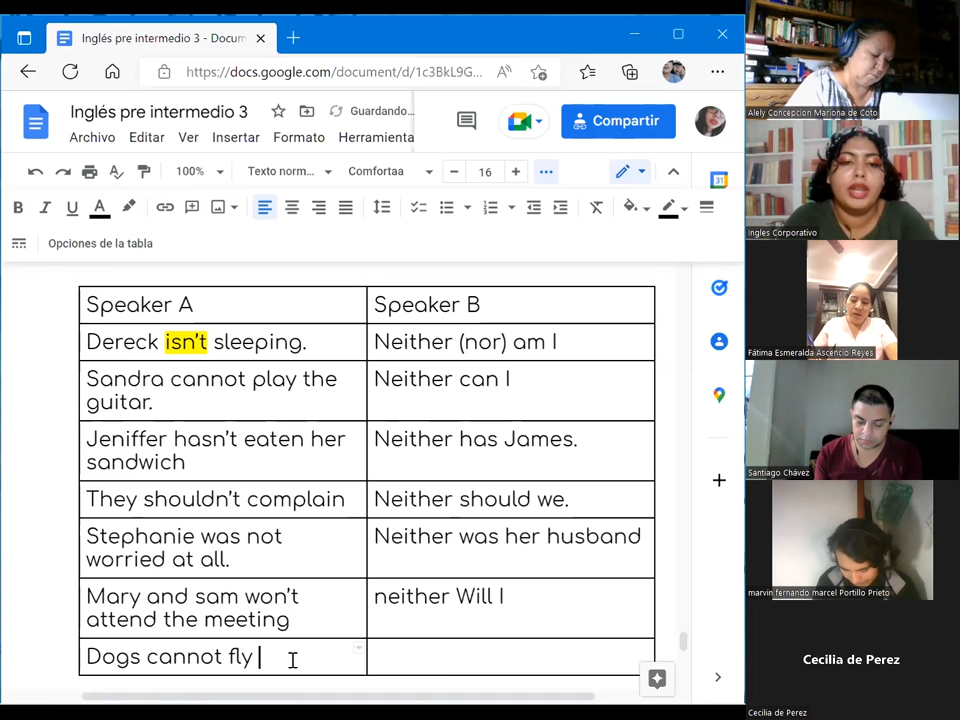 Inglés pre intermedio 3 - Docum
https://docs.google.com/document/d/1c3BkL9G...
Inglés pre intermedio 3
Guardando...
Archivo Editar Ver Insertar Formato Herramienta
Compartir
100% Texto norm... Comfortaa 16
Opciones de la tabla
Speaker A Speaker B
Dereck isn't sleeping. Neither (nor) am I
Sandra cannot play the Neither can I
guitar.
Jeniffer hasn't eaten her Neither has James.
sandwich
They shouldn't complain Neither should we.
Stephanie was not Neither was her husband
worried at all.
Mary and sam won't neither Will I
attend the meeting
Dogs cannot fly
31
Alely Concepcion Mariona de Coto
Ingles Corporativo
Fátima Esmeralda Ascencio Reyes
Santiago Chávez
marvin fernando marcel Portillo Prieto
Cecilia de Perez
Cecilia de Perez